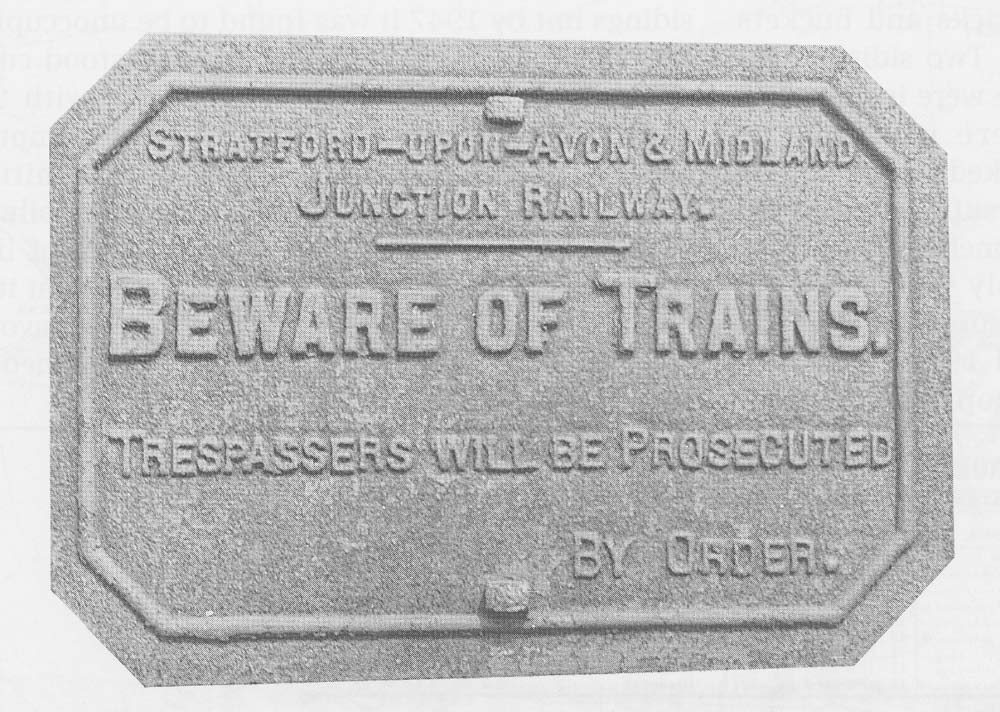 STRATFORD-UPON-AVON & MIDLAND
JUNCTION RAILWAY.
BEWARE OF TRAINS.
TRESPASSERS WILL BE PROSECUTED
BY ORDER.